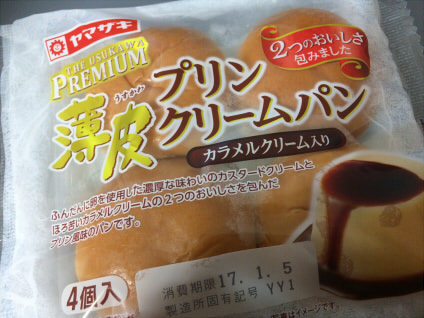 ヤマザキ
THE USUKAWA
PREMIUM
2つのおいしさ
包みました
うすかわ
薄皮
プリン
クリームパン
カラメルクリーム入り
ふんだんに卵を使用した濃厚な味わいのカスタードクリームと
ほろ苦いカラメルクリームの2つのおいしさを包んだ
プリン風味のパンです。
4個入
消費期限 17.1.5
製造所固有記号 YY1